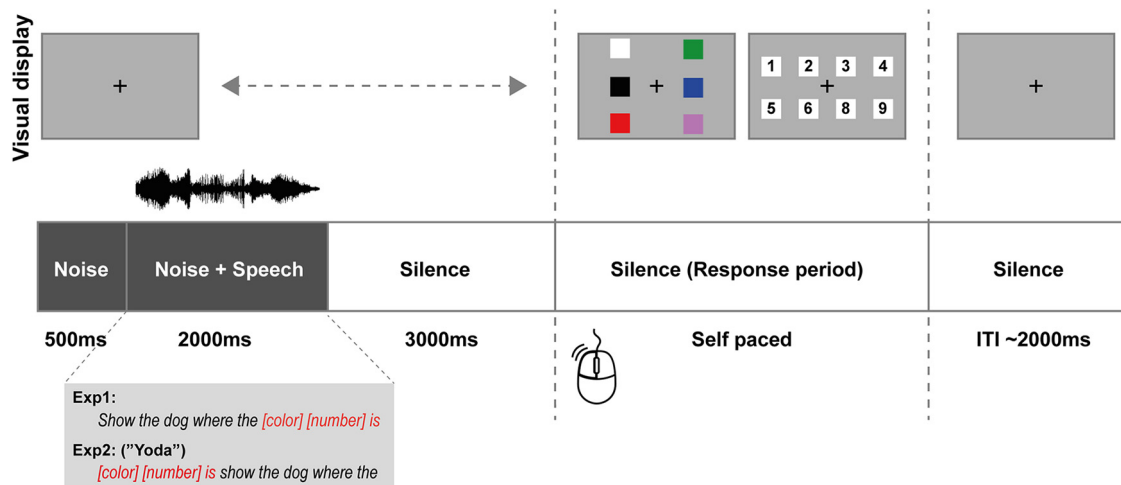 Visual display
+
+
1 2 3 4
+
5 6 8 9
+
Noise
Noise + Speech
Silence
Silence (Response period)
Silence
500ms
2000ms
3000ms
Self paced
ITI ~2000ms
Exp1:
Show the dog where the [color] [number] is
Exp2: (”Yoda”)
[color] [number] is show the dog where the